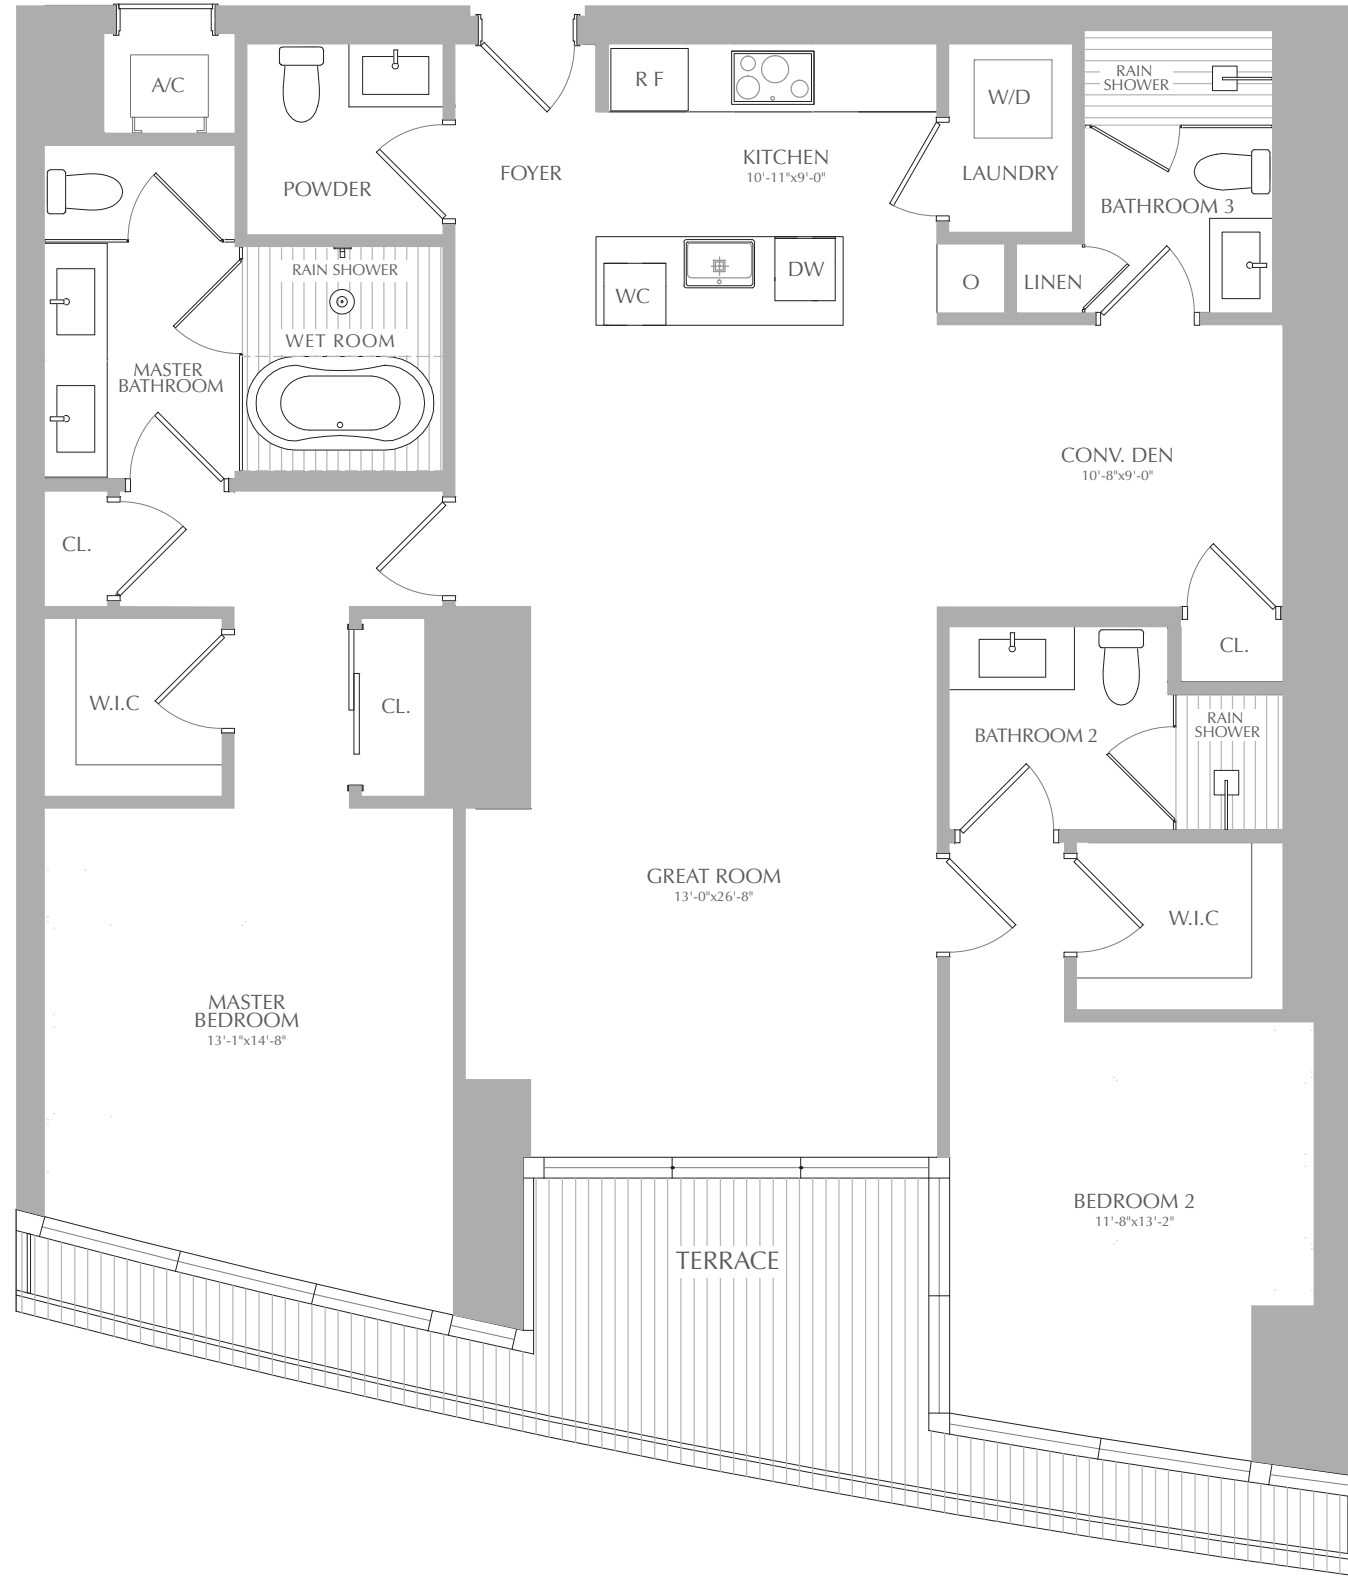 A/C
R F
W/D
RAIN
SHOWER
POWDER
FOYER
KITCHEN
10'-11"x9'-0"
LAUNDRY
BATHROOM 3
RAIN SHOWER
WC
DW
O
LINEN
WET ROOM
MASTER
BATHROOM
CONV. DEN
10'-8"x9'-0"
CL.
CL.
W.I.C
CL.
BATHROOM 2
RAIN
SHOWER
GREAT ROOM
13'-0"x26'-8"
W.I.C
MASTER
BEDROOM
13'-1"x14'-8"
BEDROOM 2
11'-8"x13'-2"
TERRACE